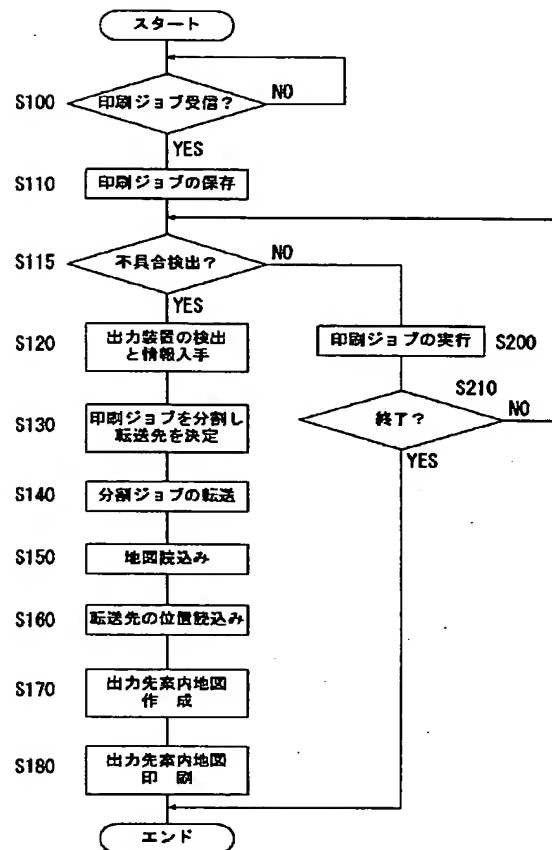 スタート
S100
印刷ジョブ受信？
NO
YES
S110
印刷ジョブの保存
S115
不具合検出？
NO
YES
S120
出力装置の検出
と情報入手
印刷ジョブの実行
S200
S130
印刷ジョブを分割し
転送先を決定
S210
終了？
NO
YES
S140
分割ジョブの転送
S150
地図読込み
S160
転送先の位置読込み
S170
出力先案内地図
作　成
S180
出力先案内地図
印　刷
エンド